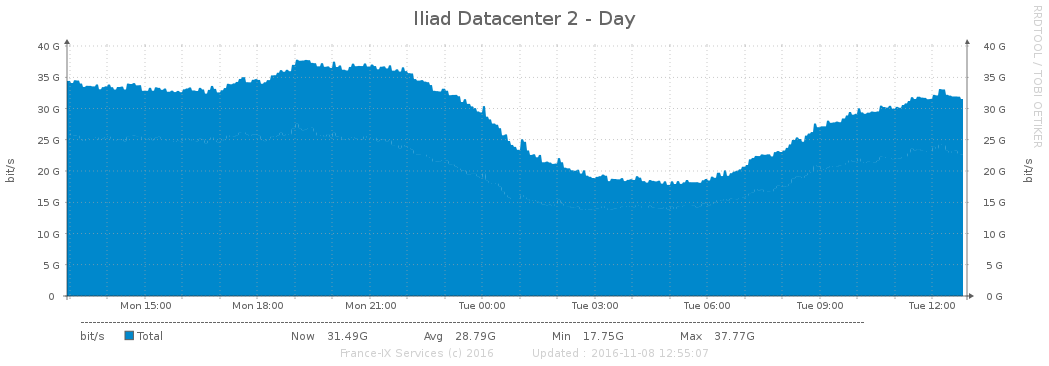 Iliad Datacenter 2 - Day
RRDTOOL / TOBI OETIKER
bit/s
bit/s
40 G 40 G
35 G 35 G
30 G 30 G
25 G 25 G
20 G 20 G
15 G 15 G
10 G 10 G
5 G 5 G
0 0 G
Mon 15:00 Mon 18:00 Mon 21:00 Tue 00:00 Tue 03:00 Tue 06:00 Tue 09:00 Tue 12:00
bit/s Total Now 31.49G Avg 28.79G Min 17.75G Max 37.77G
France-IX Services (c) 2016 Updated : 2016-11-08 12:55:07